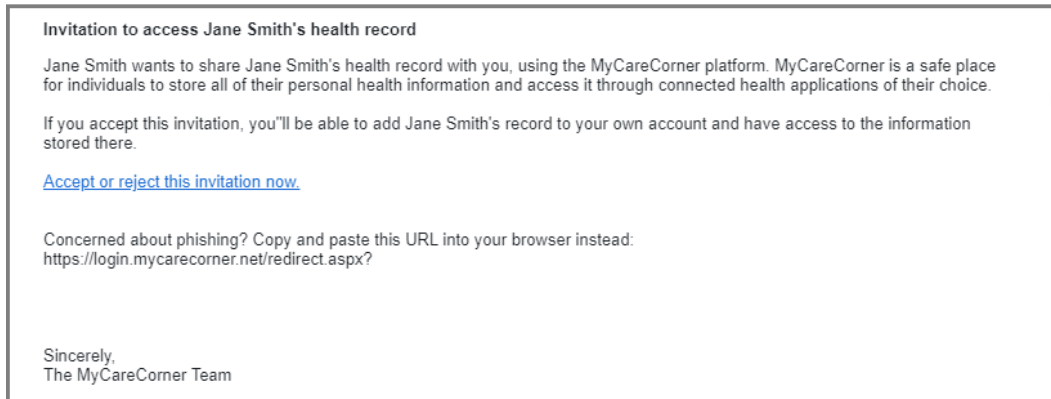 Invitation to access Jane Smith's health record
Jane Smith wants to share Jane Smith's health record with you, using the MyCareCorner platform. MyCareCorner is a safe place
for individuals to store all of their personal health information and access it through connected health applications of their choice.
If you accept this invitation, you"ll be able to add Jane Smith's record to your own account and have access to the information
stored there.
Accept or reject this invitation now.
Concerned about phishing? Copy and paste this URL into your browser instead:
https://login.mycarecorner.net/redirect.aspx?
Sincerely,
The MyCareCorner Team